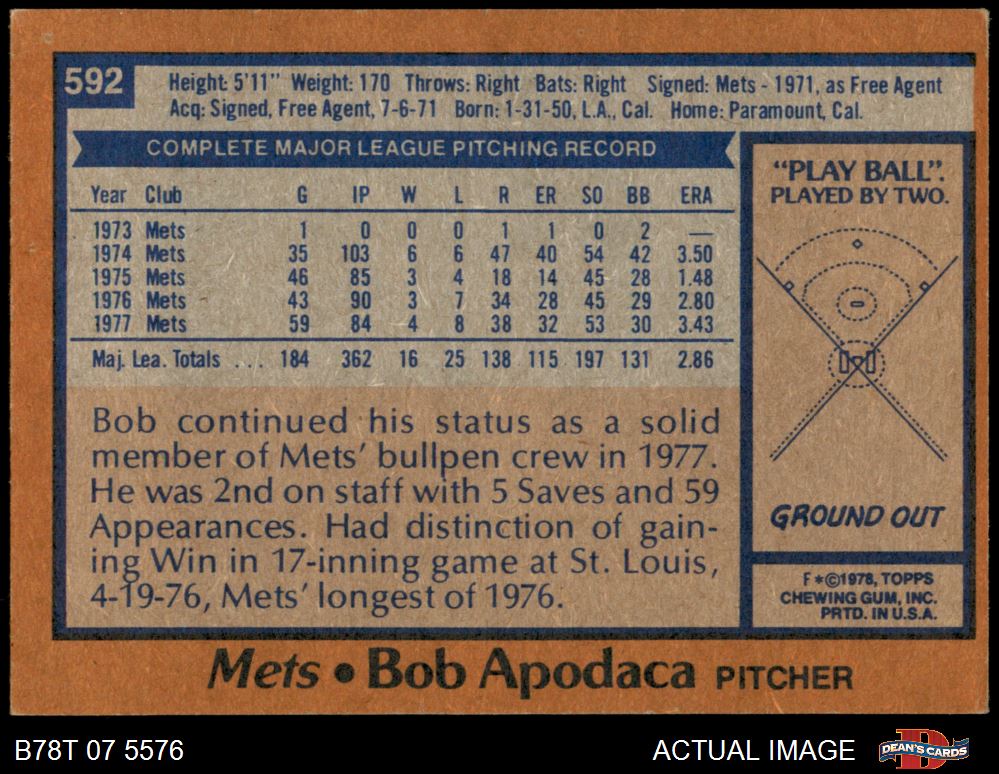 592
Height: 5'11" Weight: 170 Throws: Right Bats: Right Signed: Mets - 1971, as Free Agent
Acq: Signed, Free Agent, 7-6-71 Born: 1-31-50, L.A., Cal. Home: Paramount, Cal.
COMPLETE MAJOR LEAGUE PITCHING RECORD
Year Club G IP W L R ER SO BB ERA
1973 Mets 1 0 0 0 1 1 0 2 —
1974 Mets 35 103 6 6 47 40 54 42 3.50
1975 Mets 46 85 3 4 18 14 45 28 1.48
1976 Mets 43 90 3 7 34 28 45 29 2.80
1977 Mets 59 84 4 8 38 32 53 30 3.43
Maj. Lea. Totals . . . 184 362 16 25 138 115 197 131 2.86
Bob continued his status as a solid
member of Mets' bullpen crew in 1977.
He was 2nd on staff with 5 Saves and 59
Appearances. Had distinction of gain-
ing Win in 17-inning game at St. Louis,
4-19-76, Mets' longest of 1976.
"PLAY BALL".
PLAYED BY TWO.
GROUND OUT
F*©1978, TOPPS
CHEWING GUM, INC.
PRTD. IN U.S.A.
Mets • Bob Apodaca PITCHER
B78T 07 5576
ACTUAL IMAGE
DEAN'S CARDS